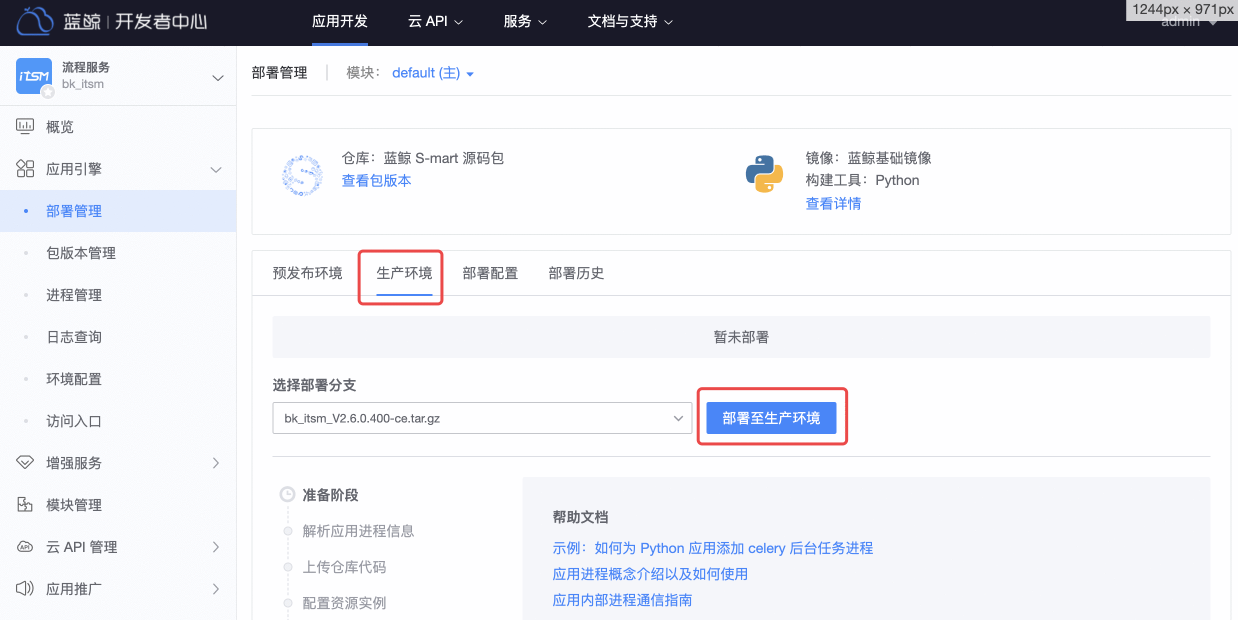 蓝鲸 | 开发者中心
应用开发
云 API
服务
文档与支持
1244px × 971px
admin
itsm
流程服务
bk_itsm
概览
应用引擎
部署管理
包版本管理
进程管理
日志查询
环境配置
访问入口
增强服务
模块管理
API
云 API 管理
应用推广
部署管理
模块： default (主)
仓库：蓝鲸 S-mart 源码包
查看包版本
镜像：蓝鲸基础镜像
构建工具：Python
查看详情
预发布环境
生产环境
部署配置
部署历史
暂未部署
选择部署分支
bk_itsm_V2.6.0.400-ce.tar.gz
部署至生产环境
准备阶段
解析应用进程信息
上传仓库代码
配置资源实例
帮助文档
示例：如何为 Python 应用添加 celery 后台任务进程
应用进程概念介绍以及如何使用
应用内部进程通信指南